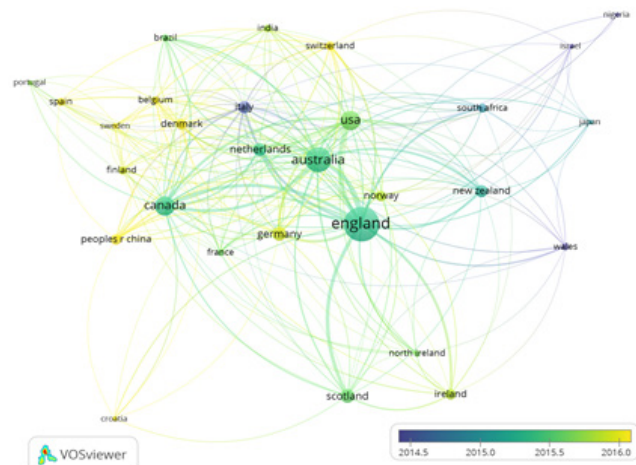 nigeria
india
brazil
switzerland
israel
portugal
spain
belgium
italy
usa
south africa
sweden
denmark
japan
netherlands
australia
finland
canada
norway
new zealand
england
peoples r china
germany
france
wales
north ireland
scotland
ireland
croatia
VOSviewer
2014.5 2015.0 2015.5 2016.0